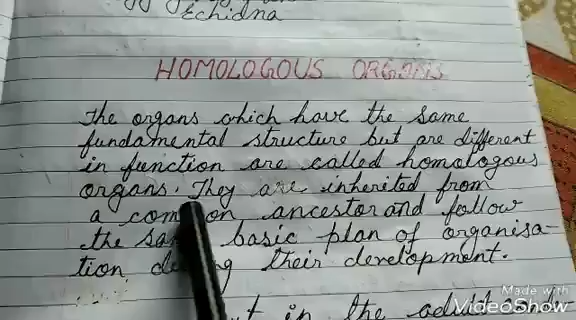 Echidna
HOMOLOGOUS ORGANS
The organs which have the same
fundamental structure but are different
in function are called homologous
organs. They are inherited from
a common ancestor and follow
the basic plan of organisa-
tion their development.
in the adult
Made with
VideoShow